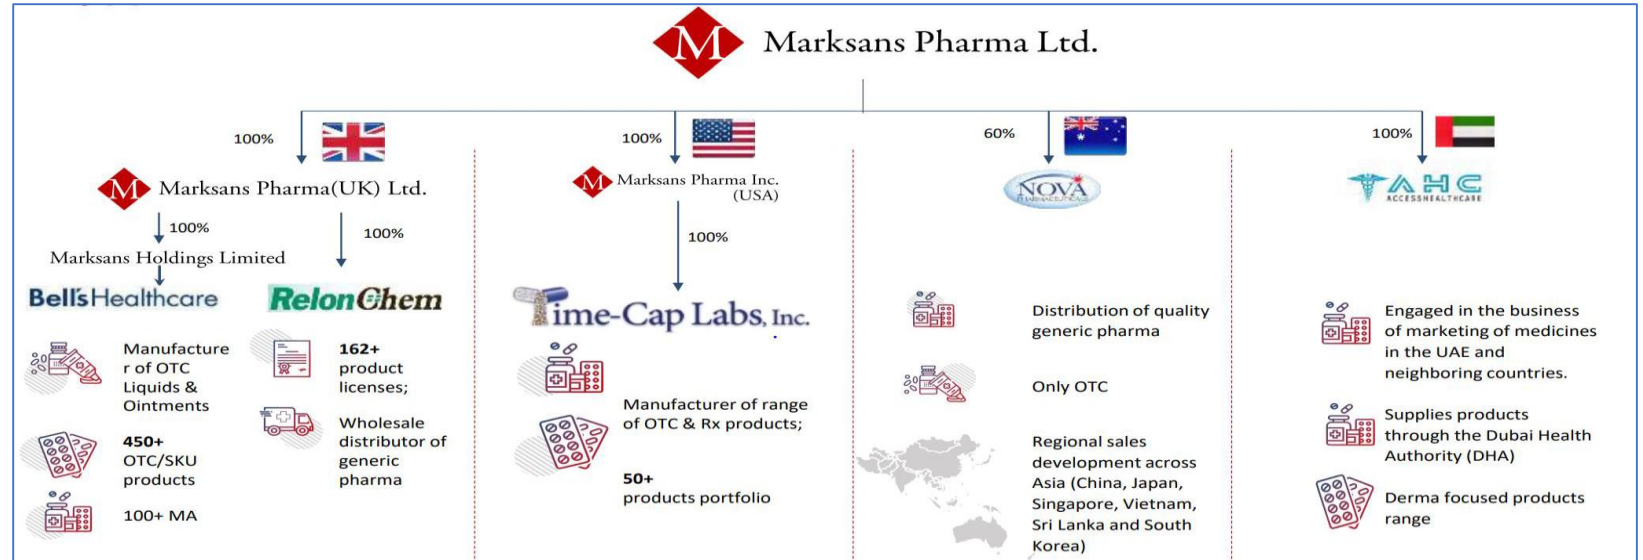 M Marksans Pharma Ltd.
100%
M Marksans Pharma(UK) Ltd.
100%
100%
Marksans Holdings Limited
Bell's Healthcare
RelonChem
Manufacture
r of OTC
Liquids &
Ointments
450+
OTC/SKU
products
100+ MA
162+
product
licenses;
Wholesale
distributor of
generic
pharma
100%
M Marksans Pharma Inc.
(USA)
100%
Time-Cap Labs, Inc.
Manufacturer of range
of OTC & Rx products;
50+
products portfolio
60%
NOVA
PHARMACEUTICALS
Distribution of quality
generic pharma
Only OTC
Regional sales
development across
Asia (China, Japan,
Singapore, Vietnam,
Sri Lanka and South
Korea)
100%
AHC
ACCESSHEALTHCARE
Engaged in the business
of marketing of medicines
in the UAE and
neighboring countries.
Supplies products
through the Dubai Health
Authority (DHA)
Derma focused products
range